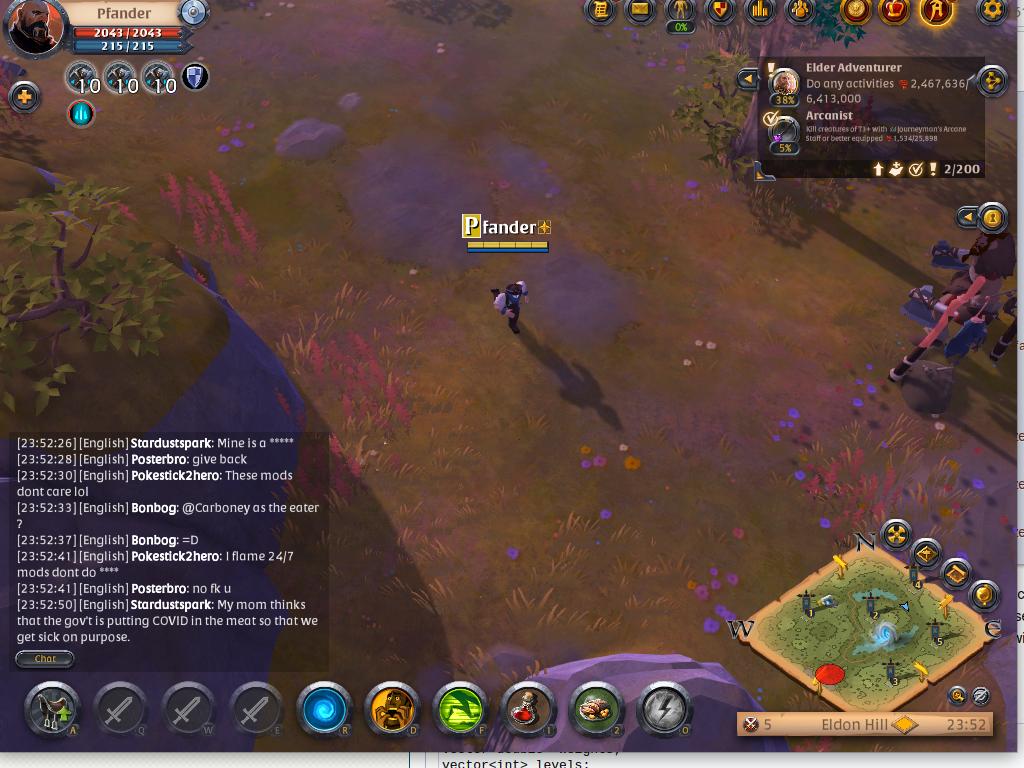 Pfander
2043 / 2043
215 / 215
10 10 10
0%
Elder Adventurer
Do any activities 2,467,636/
6,413,000
38%
Arcanist
Kill creatures of T3+ with Journeyman's Arcane
Staff or better equipped 1,534/25,898
5%
2/200
Pfander
[23:52:26] [English] Stardustspark: Mine is a *****
[23:52:28] [English] Posterbro: give back
[23:52:30] [English] Pokestick2hero: These mods
dont care lol
[23:52:33] [English] Bonbog: @Carboney as the eater
?
[23:52:37] [English] Bonbog: =D
[23:52:41] [English] Pokestick2hero: I flame 24/7
mods dont do ****
[23:52:41] [English] Posterbro: no fk u
[23:52:50] [English] Stardustspark: My mom thinks
that the gov't is putting COVID in the meat so that we
get sick on purpose.
Chat
N
W
E
1
2
3
4
5
A Q W E R D F 1 2 O
5 Eldon Hill 23:52
vector<int> levels;